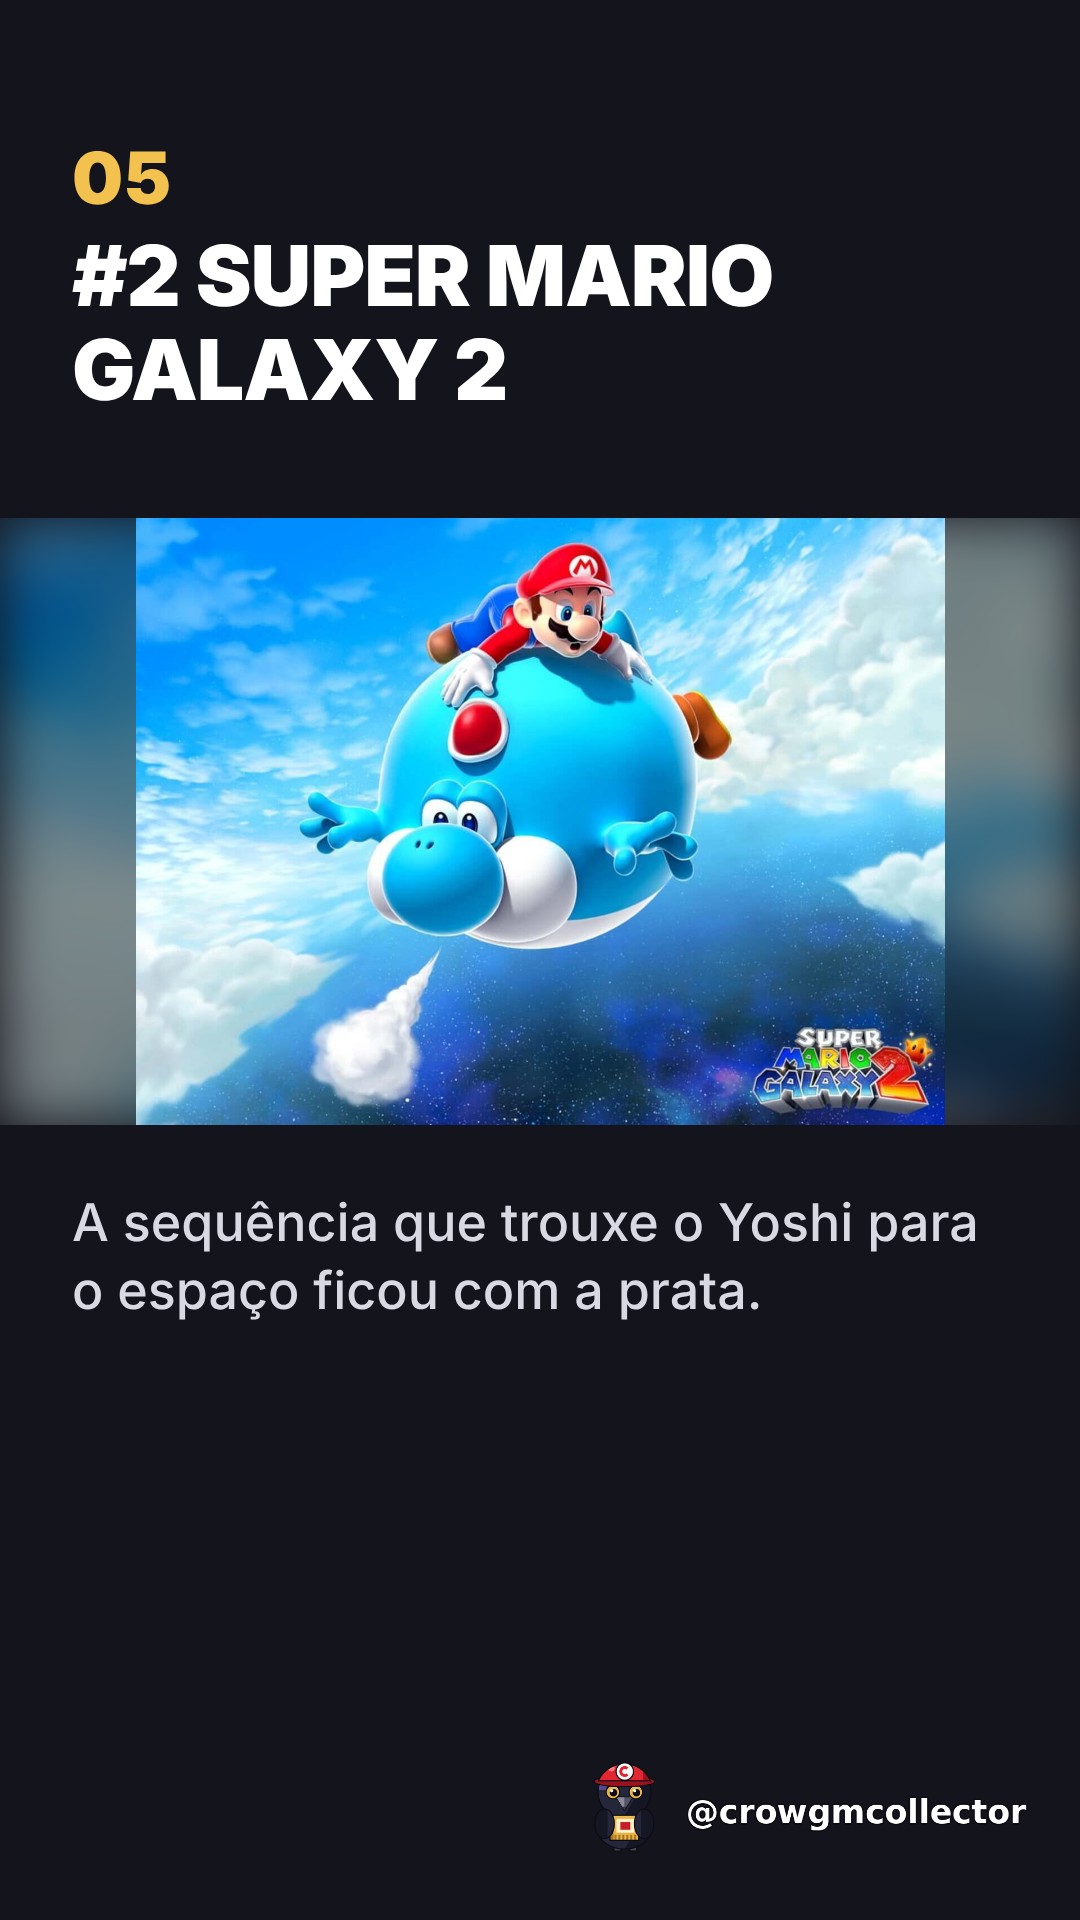 05
#2 SUPER MARIO
GALAXY 2
M
SUPER
MARIO
GALAXY 2
A sequência que trouxe o Yoshi para
o espaço ficou com a prata.
C
@crowgmcollector